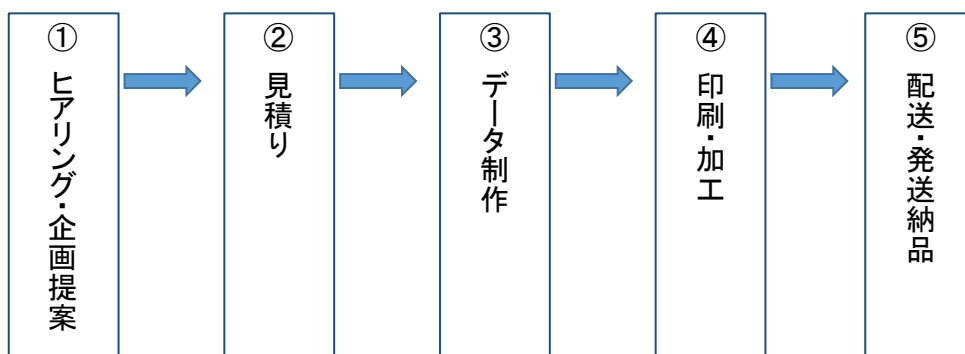 ①
ヒアリング・企画提案
②
見積り
③
データ制作
④
印刷・加工
⑤
配送・発送納品